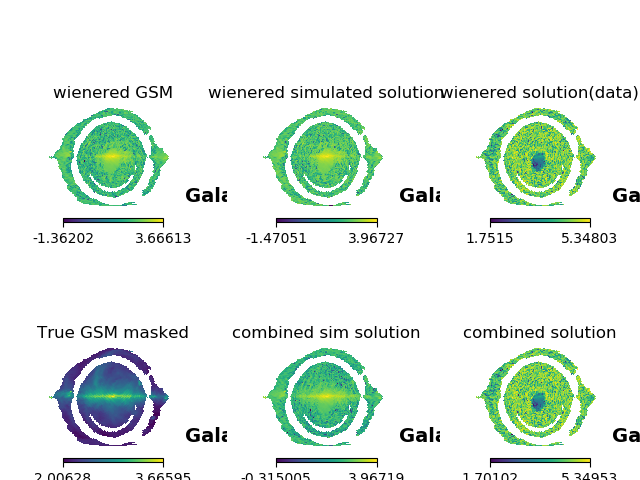 wienered GSM
wienered simulated solution
wienered solution(data)
Gala
Gala
Ga
-1.36202 3.66613
-1.47051 3.96727
1.7515 5.34803
True GSM masked
combined sim solution
combined solution
Gala
Gala
Ga
2.00628 3.66595
-0.315005 3.96719
1.70102 5.34953